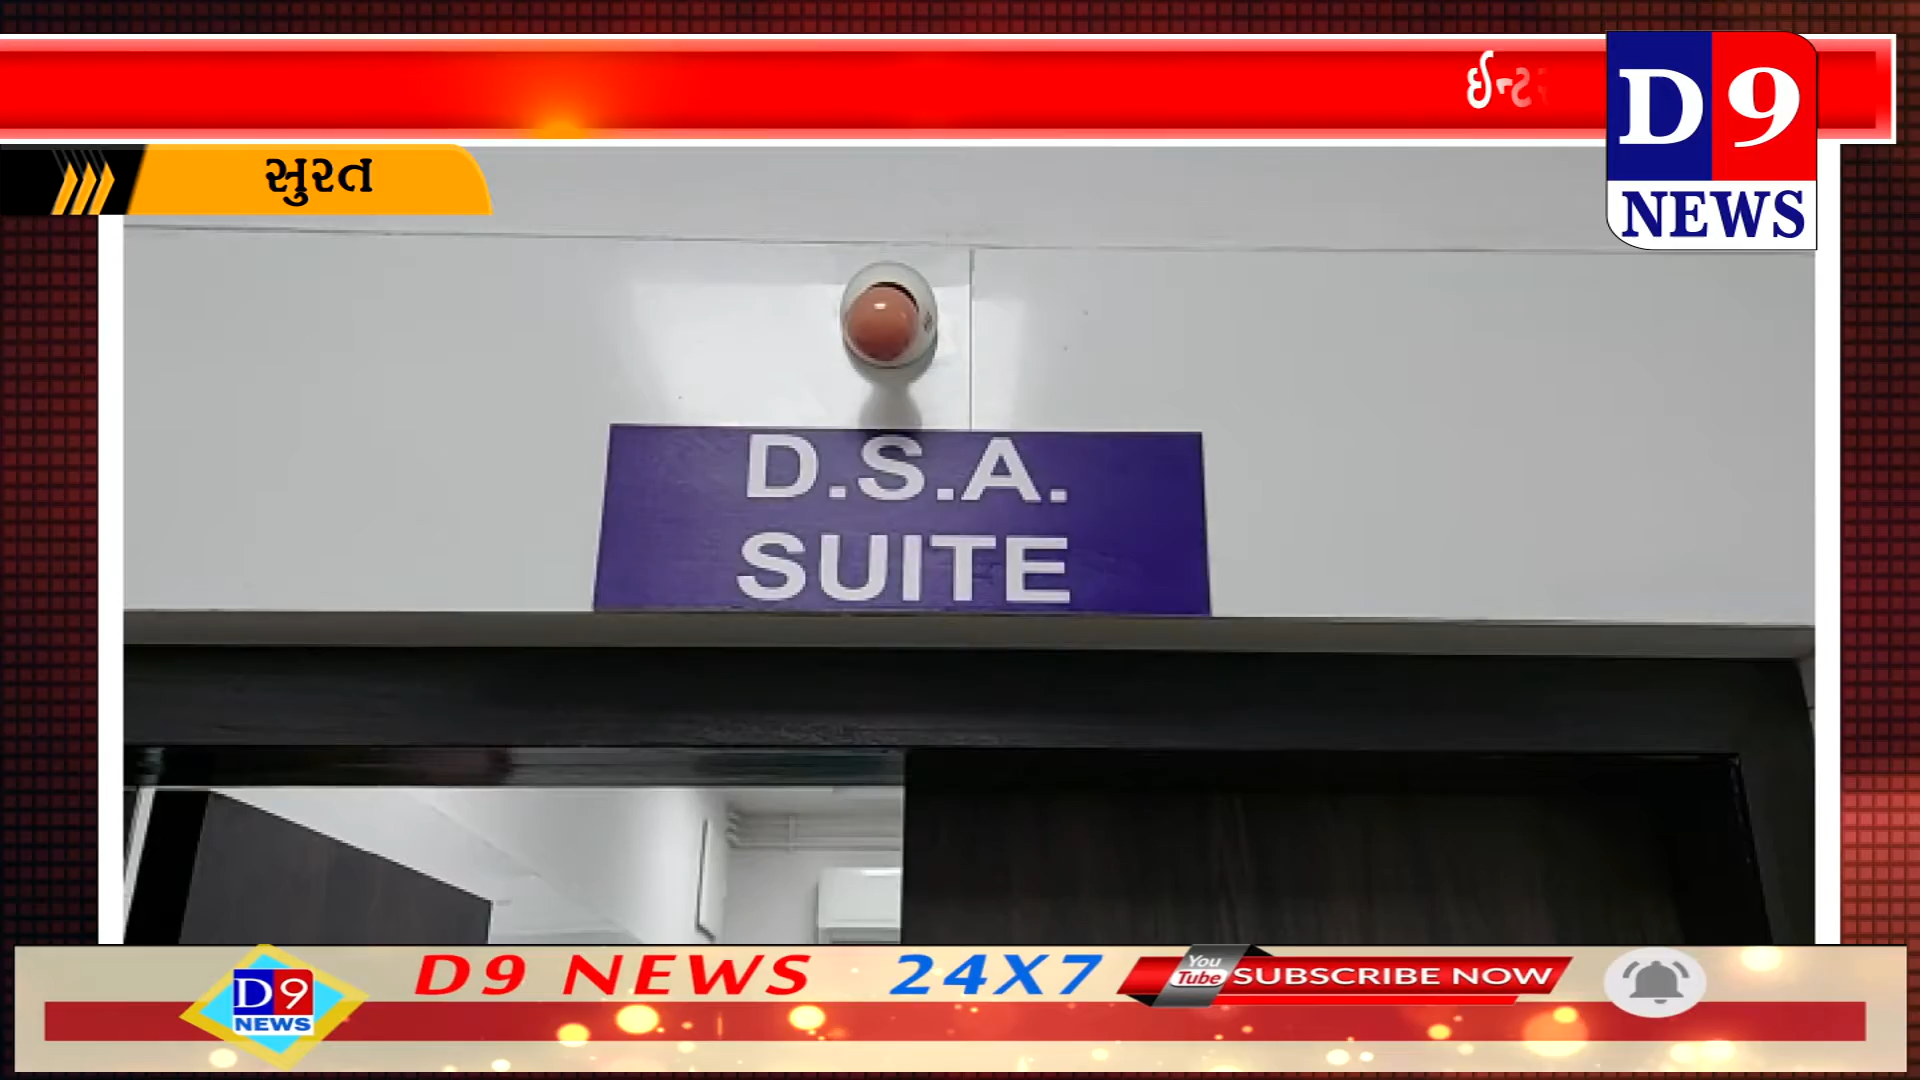 D9
NEWS
સુરત
D.S.A.
SUITE
D9 NEWS 24X7
You
Tube
SUBSCRIBE NOW
D9
NEWS